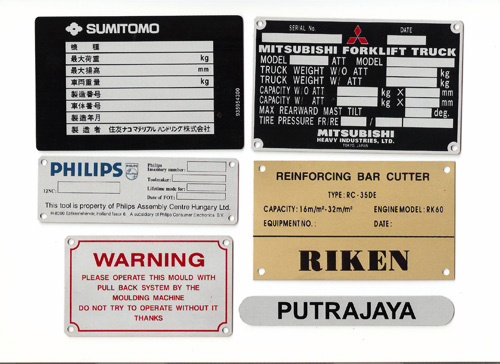 SUMITOMO
機 種
最大荷重 kg
最大揚高 mm
車両重量 kg
製造番号
車体番号
製造年月
製造者 住友ナコマテリアルハンドリング株式会社
SERIAL No. DATE
MITSUBISHI FORKLIFT TRUCK
MODEL ATT MODEL
TRUCK WEIGHT W/O ATT kg
TRUCK WEIGHT W/ ATT kg
CAPACITY W/O ATT kg X mm
CAPACITY W/ ATT kg X mm
MAX REARWARD MAST TILT deg.
TIRE PRESSURE FR. RE
MITSUBISHI
HEAVY INDUSTRIES, LTD.
TOKYO, JAPAN
PHILIPS
Philips
Inventory number:
Toolmaker:
12NC: Lifetime made for:
Date of FOT:
This tool is property of Philips Assembly Centre Hungary Ltd.
A subsidiary of Philips Consumer Electronics B.V.
REINFORCING BAR CUTTER
TYPE: RC-35DE
CAPACITY: 16m/m²-32m/m² ENGINE MODEL: RK60
EQUIPMENT NO.: DATE:
RIKEN
WARNING
PLEASE OPERATE THIS MOULD WITH
PULL BACK SYSTEM BY THE
MOULDING MACHINE
DO NOT TRY TO OPERATE WITHOUT IT
THANKS
PUTRAJAYA